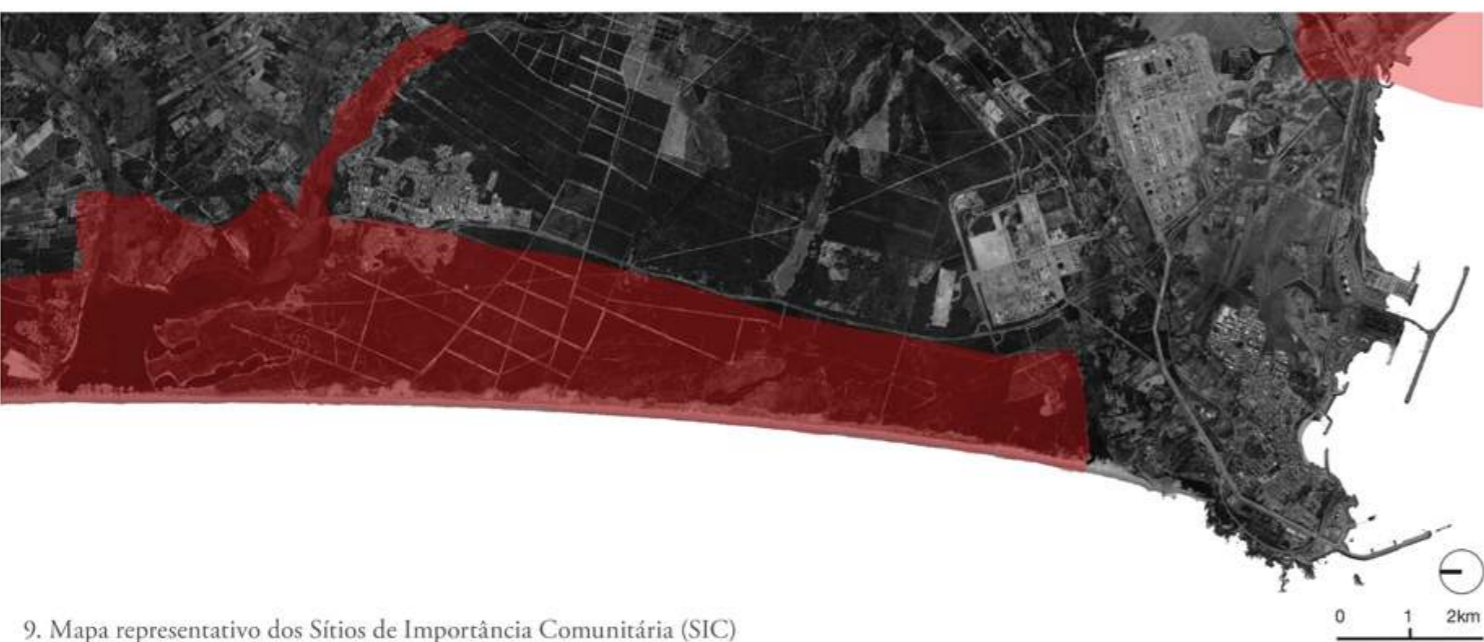 0 1 2km
9. Mapa representativo dos Sítios de Importância Comunitária (SIC)